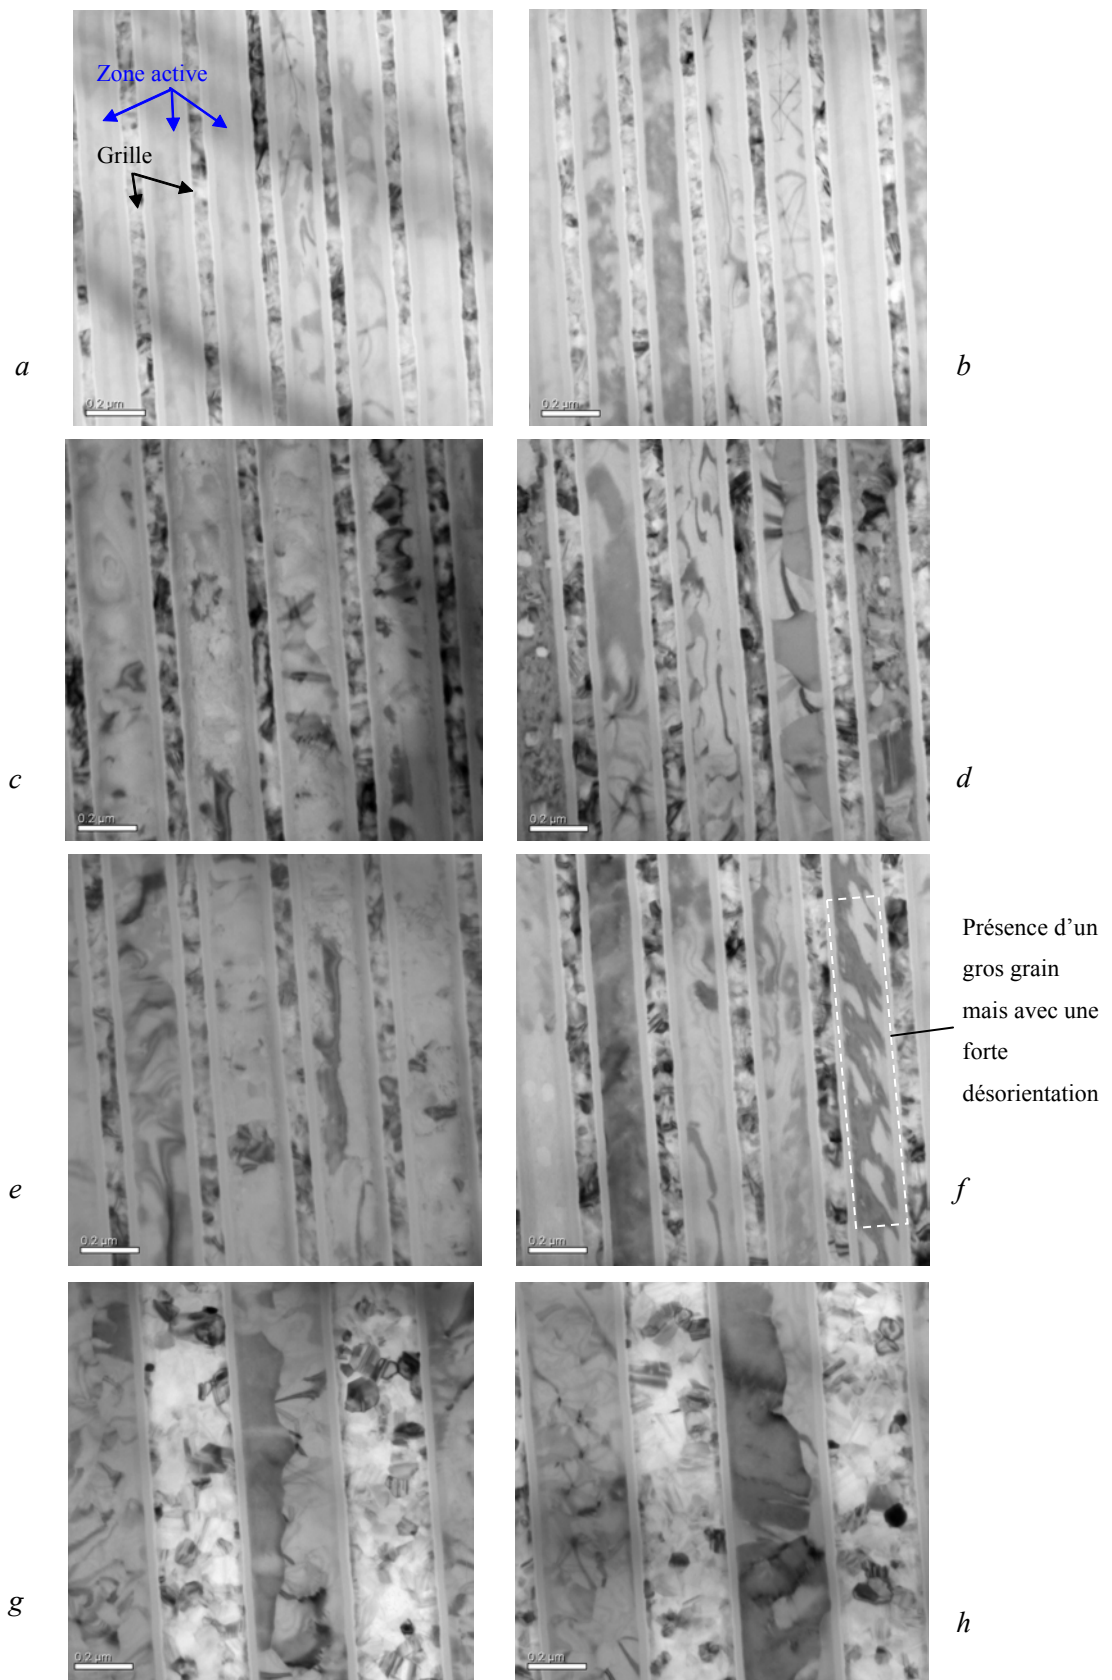 Zone active
Grille
0.2 µm
a
0.2 µm
b
0.2 µm
c
0.2 µm
d
0.2 µm
e
0.2 µm
f
Présence d’un
gros grain
mais avec une
forte
désorientation
0.2 µm
g
0.2 µm
h